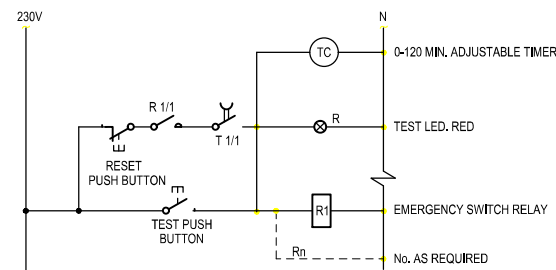 230V
N
TC
0-120 MIN. ADJUSTABLE TIMER
R 1/1
R
T 1/1
TEST LED. RED
RESET
PUSH BUTTON
R1
EMERGENCY SWITCH RELAY
TEST PUSH
BUTTON
Rn
No. AS REQUIRED